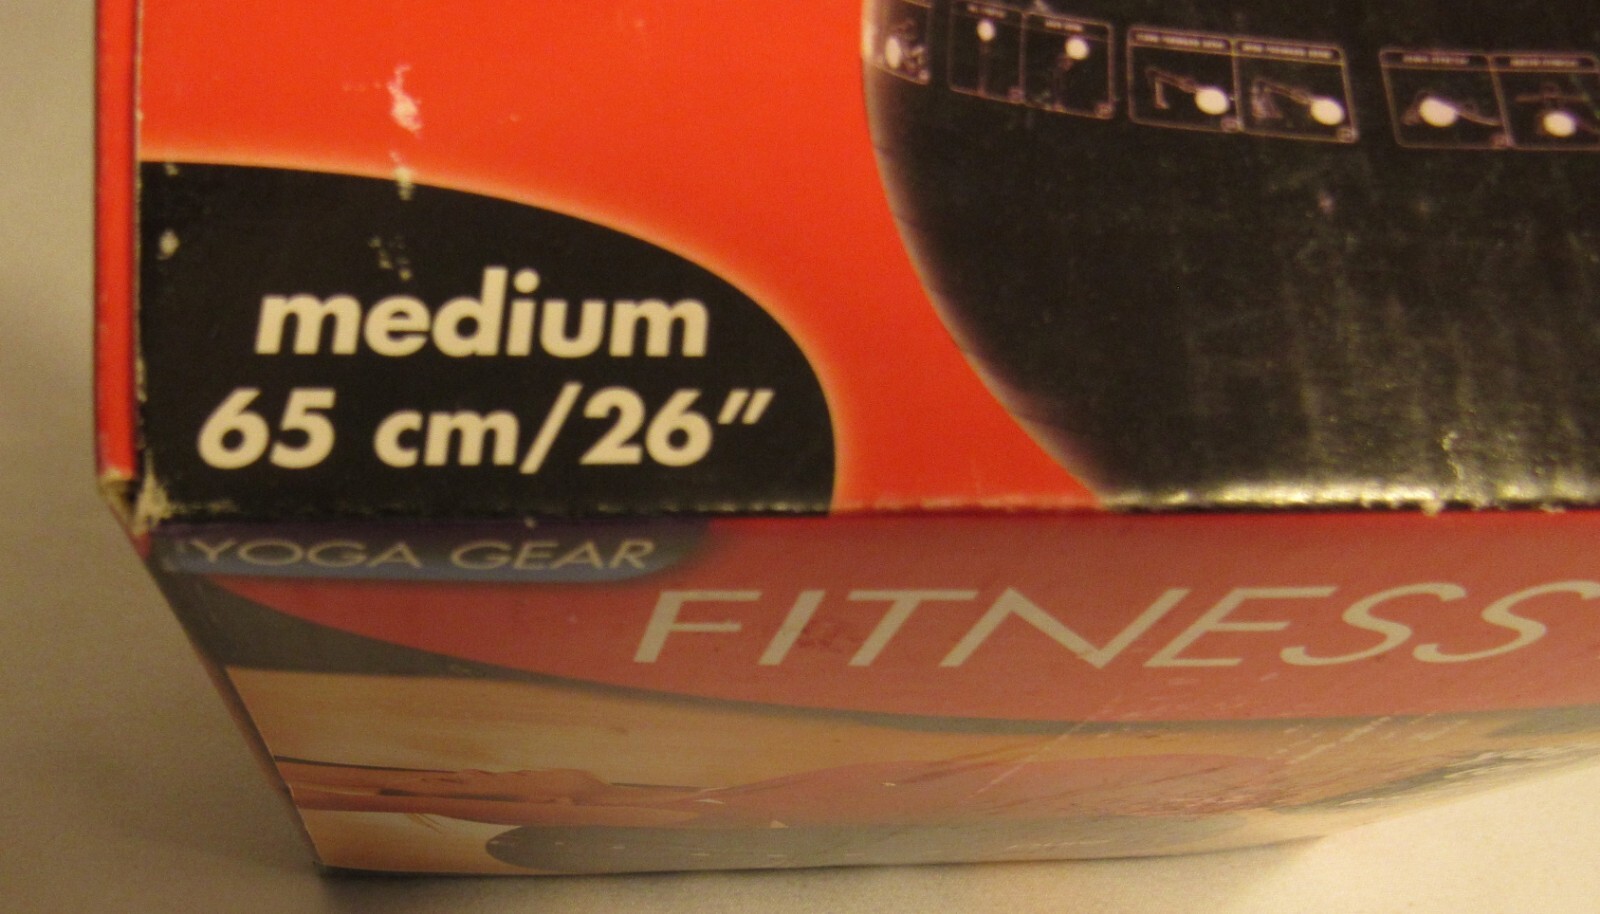 medium
65 cm/26"
YOGA GEAR
FITNESS